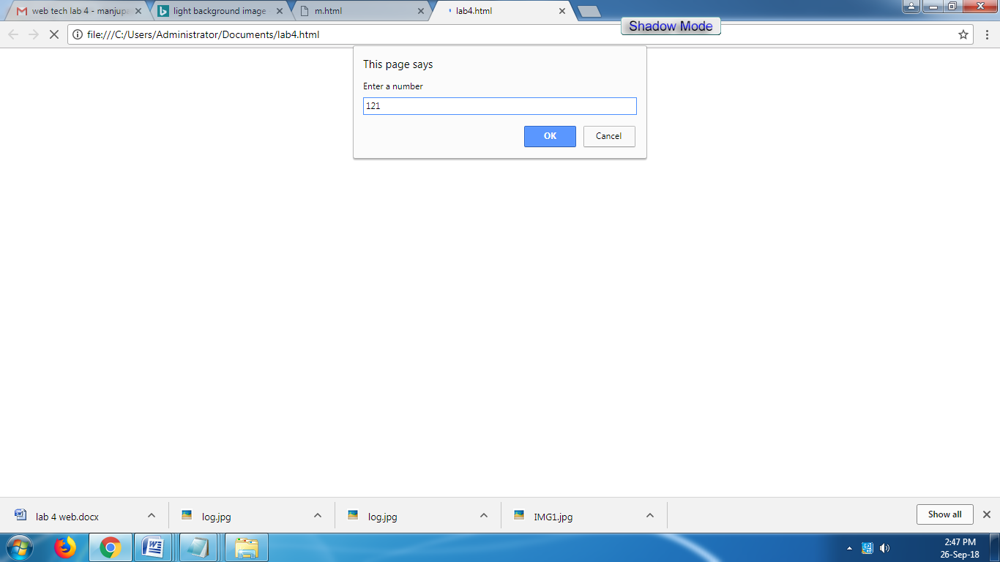 web tech lab 4 - manjupa
light background image
m.html
lab4.html
file:///C:/Users/Administrator/Documents/lab4.html
Shadow Mode
This page says
Enter a number
121
OK
Cancel
lab 4 web.docx
log.jpg
log.jpg
IMG1.jpg
Show all
2:47 PM
26-Sep-18